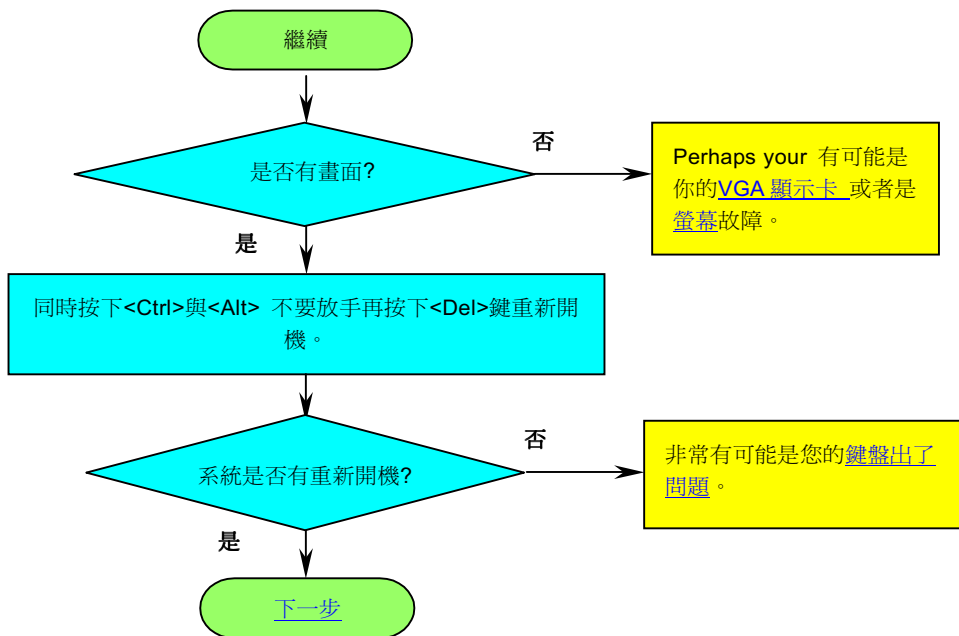 繼續
是否有畫面?
否
Perhaps your 有可能是
你的VGA 顯示卡 或者是
螢幕故障。
是
同時按下<Ctrl>與<Alt> 不要放手再按下<Del>鍵重新開
機。
系統是否有重新開機?
否
非常有可能是您的鍵盤出了
問題。
是
下一步